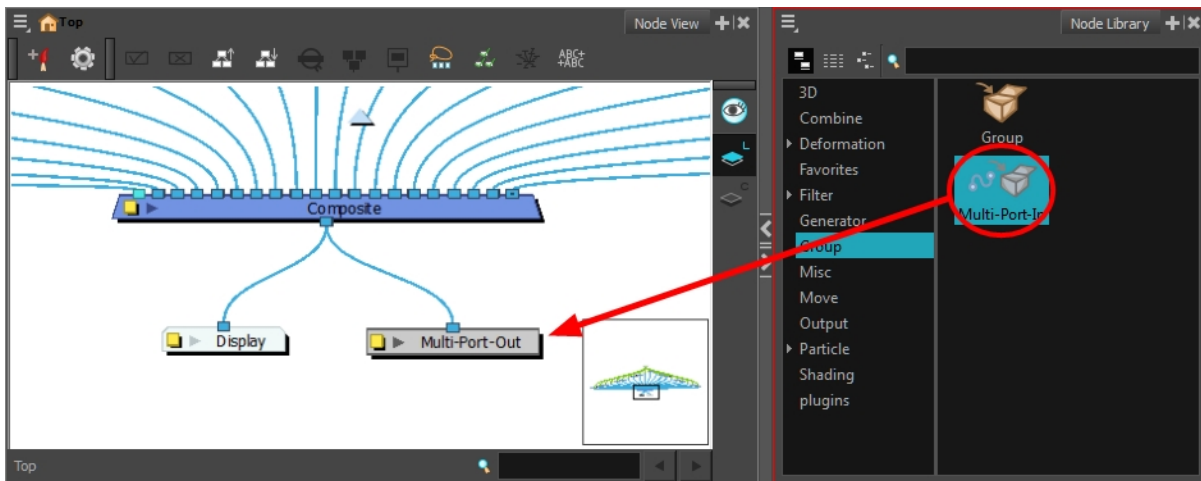 Top
Node View
ABC+
+ABC
L
C
Composite
Display
Multi-Port-Out
Top
Node Library
3D
Combine
Deformation
Favorites
Filter
Generator
Group
Misc
Move
Output
Particle
Shading
plugins
Group
Multi-Port-In